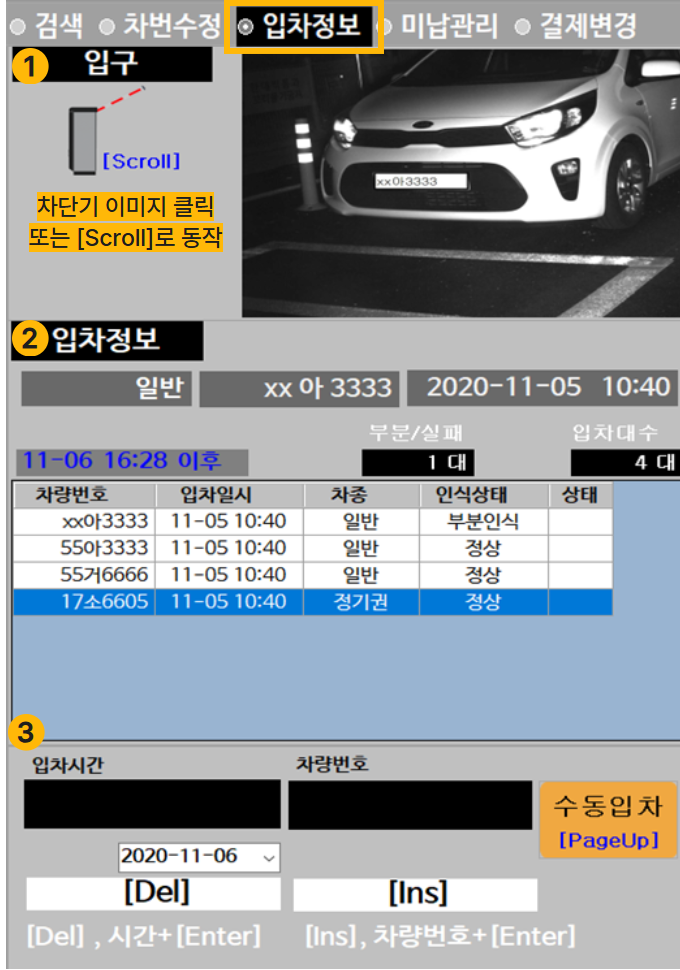 검색 차번수정 입차정보 미납관리 결제변경
1 입구
[Scroll]
차단기 이미지 클릭
또는 [Scroll]로 동작
xx아3333
2 입차정보
일반 xx 아 3333 2020-11-05 10:40
부분/실패 입차대수
11-06 16:28 이후 1 대 4 대
차량번호 입차일시 차종 인식상태 상태
xx아3333 11-05 10:40 일반 부분인식
55아3333 11-05 10:40 일반 정상
55거6666 11-05 10:40 일반 정상
17소6605 11-05 10:40 정기권 정상
3
입차시간 차량번호
수동입차
[PageUp]
2020-11-06
[Del] [Ins]
[Del] , 시간+[Enter] [Ins], 차량번호+[Enter]